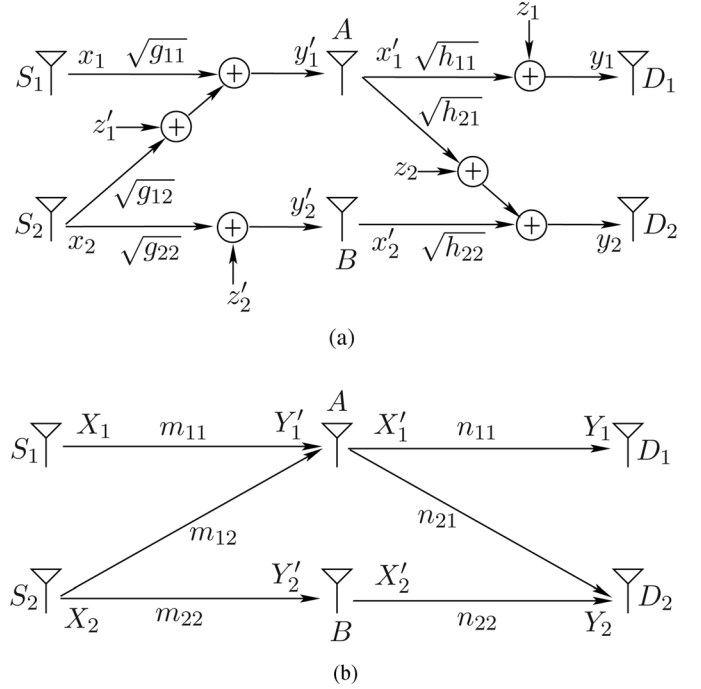 z₁
S₁ x₁ √g₁₁ y′₁ A x′₁ √h₁₁ y₁ D₁
z′₁ √h₂₁
z₂
√g₁₂
S₂ x₂ √g₂₂ y′₂ B x′₂ √h₂₂ y₂ D₂
z′₂
(a)
S₁ X₁ m₁₁ Y′₁ A X′₁ n₁₁ Y₁ D₁
m₁₂ n₂₁
S₂ X₂ m₂₂ Y′₂ B X′₂ n₂₂ Y₂ D₂
(b)